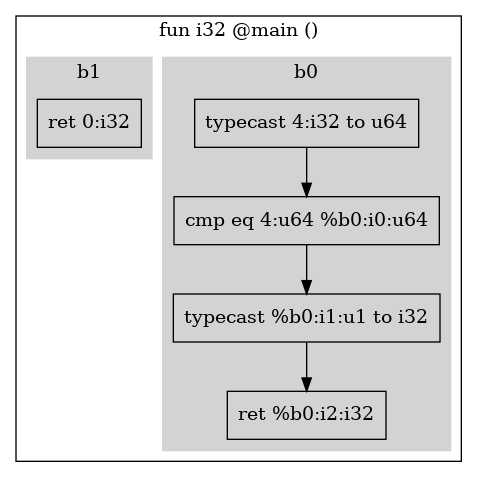 fun i32 @main ()
b1
ret 0:i32
b0
typecast 4:i32 to u64
cmp eq 4:u64 %b0:i0:u64
typecast %b0:i1:u1 to i32
ret %b0:i2:i32